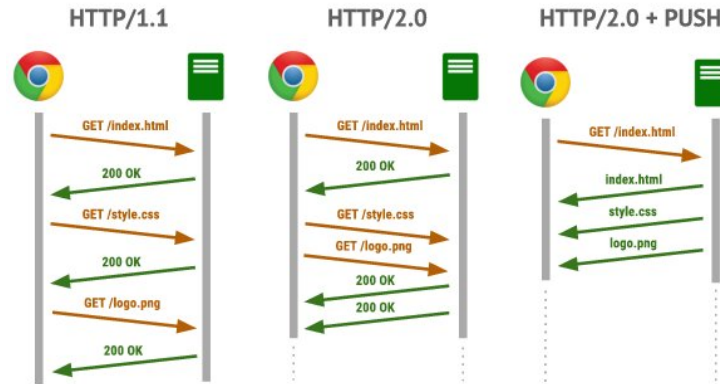 HTTP/1.1
GET /index.html
200 OK
GET /style.css
200 OK
GET /logo.png
200 OK
HTTP/2.0
GET /index.html
200 OK
GET /style.css
GET /logo.png
200 OK
200 OK
HTTP/2.0 + PUSH
GET /index.html
index.html
style.css
logo.png